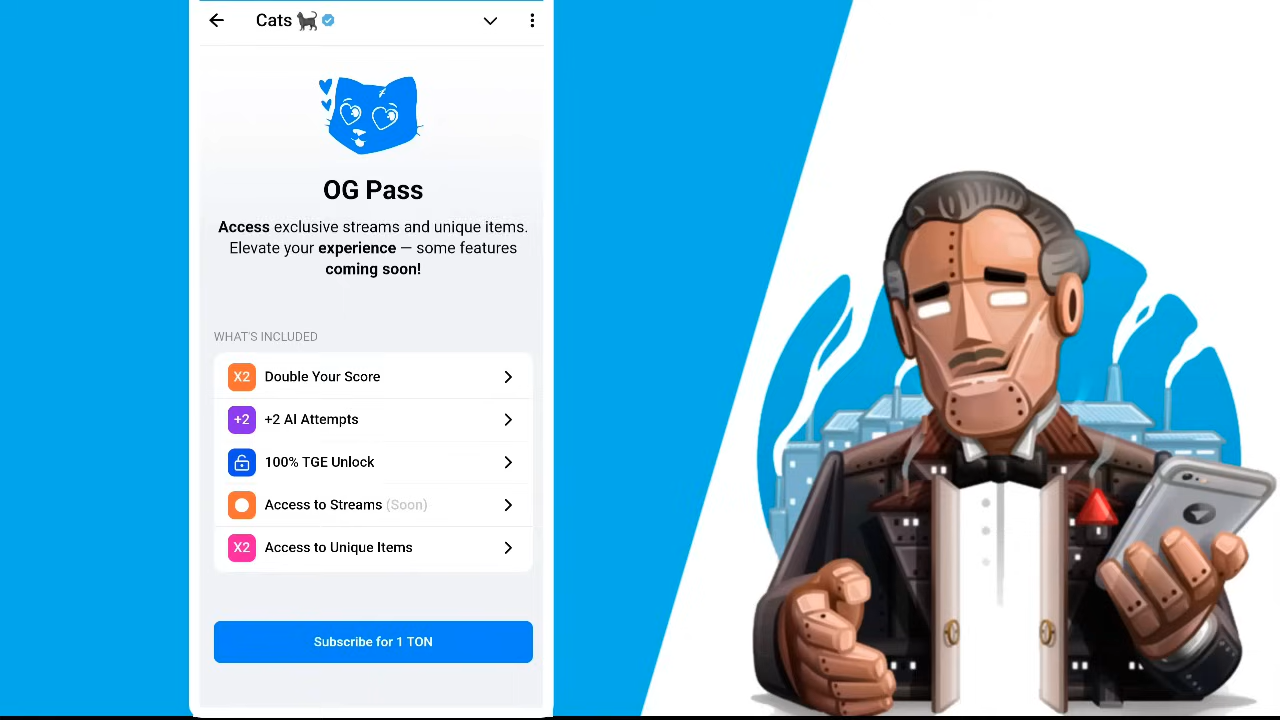 Cats
OG Pass
Access exclusive streams and unique items.
Elevate your experience — some features
coming soon!
WHAT'S INCLUDED
X2 Double Your Score
+2 +2 AI Attempts
100% TGE Unlock
Access to Streams (Soon)
X2 Access to Unique Items
Subscribe for 1 TON